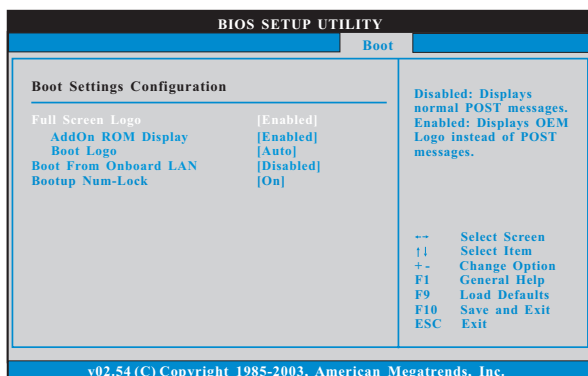 BIOS SETUP UTILITY
Boot
Boot Settings Configuration
Full Screen Logo [Enabled]
AddOn ROM Display [Enabled]
Boot Logo [Auto]
Boot From Onboard LAN [Disabled]
Bootup Num-Lock [On]
Disabled: Displays
normal POST messages.
Enabled: Displays OEM
Logo instead of POST
messages.
←→ Select Screen
↑↓ Select Item
+ - Change Option
F1 General Help
F9 Load Defaults
F10 Save and Exit
ESC Exit
v02.54 (C) Copyright 1985-2003, American Megatrends, Inc.